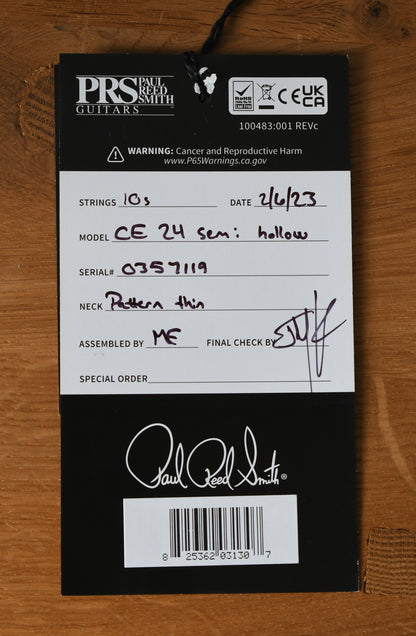 PRS PAUL REED SMITH
GUITARS
RoHS
CE UK CA
100483:001 REVc
WARNING: Cancer and Reproductive Harm
www.P65Warnings.ca.gov
STRINGS 10s DATE 2/6/23
MODEL CE 24 semi hollow
SERIAL# 0357119
NECK Pattern thin
ASSEMBLED BY ME FINAL CHECK BY
SPECIAL ORDER
Paul Reed Smith®
8 25362 03130 7